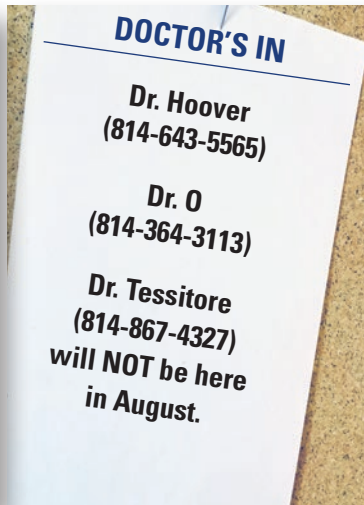 DOCTOR'S IN
Dr. Hoover
(814-643-5565)
Dr. O
(814-364-3113)
Dr. Tessitore
(814-867-4327)
will NOT be here
in August.